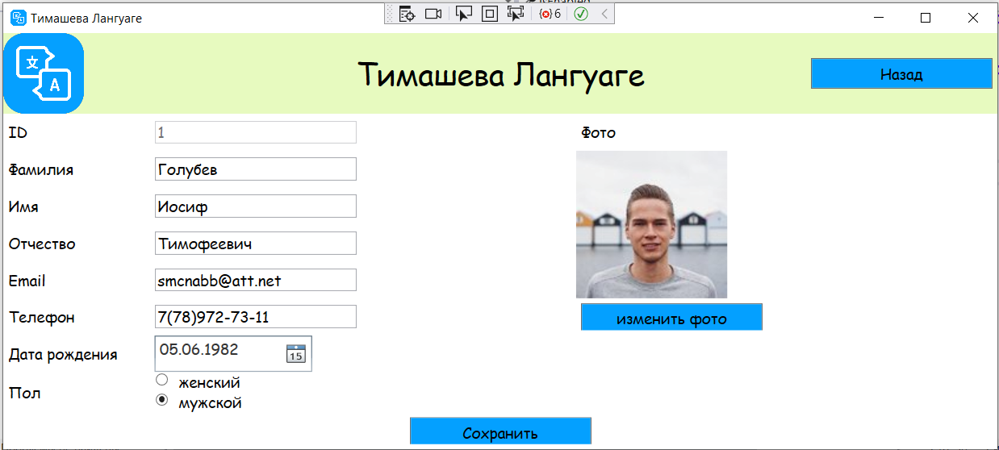 Тимашева Лангуаге
6
文
A
Тимашева Лангуаге
Назад
ID
1
Фото
Фамилия
Голубев
Имя
Иосиф
Отчество
Тимофеевич
Email
smcnabb@att.net
Телефон
7(78)972-73-11
изменить фото
Дата рождения
05.06.1982
15
Пол
женский
мужской
Сохранить